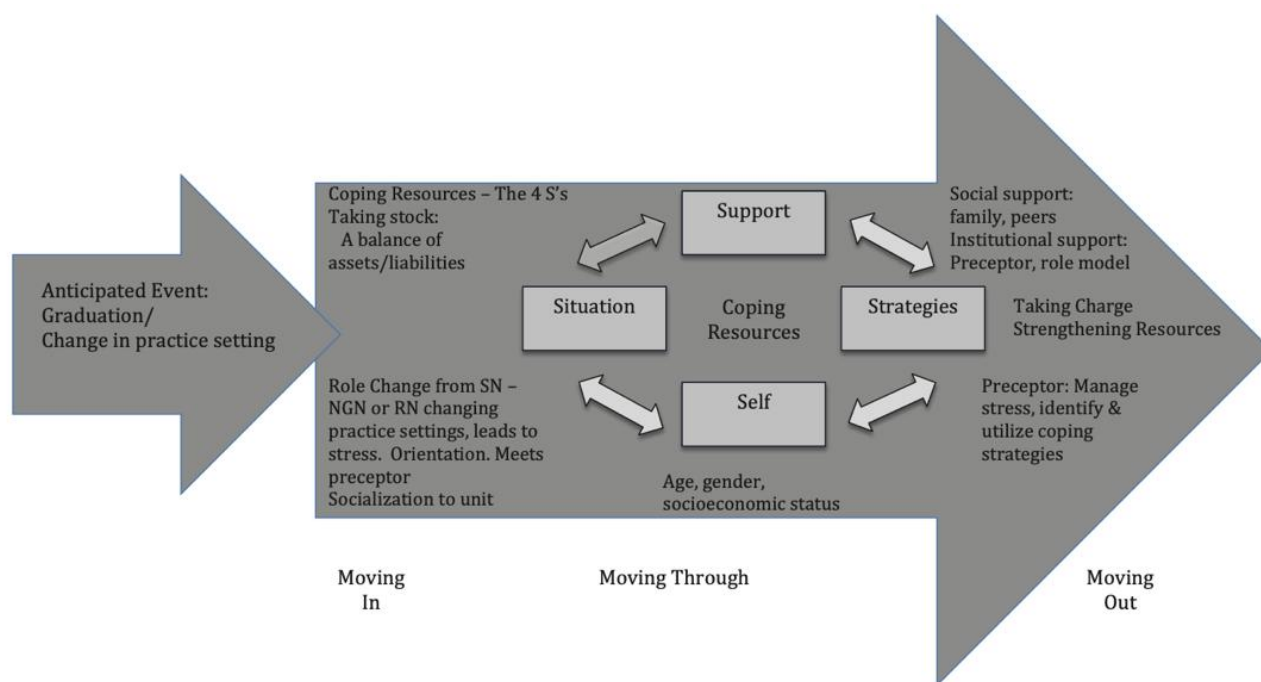 Anticipated Event:
Graduation/
Change in practice setting
Coping Resources – The 4 S's
Taking stock:
A balance of
assets/liabilities
Role Change from SN –
NGN or RN changing
practice settings, leads to
stress. Orientation. Meets
preceptor
Socialization to unit
Support
Situation
Coping
Resources
Strategies
Self
Age, gender,
socioeconomic status
Social support:
family, peers
Institutional support:
Preceptor, role model
Taking Charge
Strengthening Resources
Preceptor: Manage
stress, identify &
utilize coping
strategies
Moving
In
Moving Through
Moving
Out